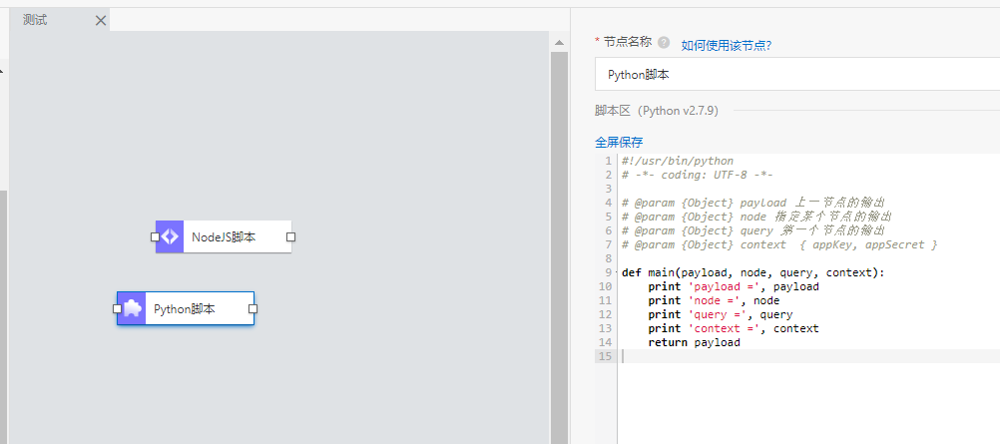 测试
NodeJS脚本
Python脚本
* 节点名称 ? 如何使用该节点?
Python脚本
脚本区（Python v2.7.9）
全屏保存
1 #!/usr/bin/python
2 # -*- coding: UTF-8 -*-
3
4 # @param {Object} payload 上一节点的输出
5 # @param {Object} node 指定某个节点的输出
6 # @param {Object} query 第一个节点的输出
7 # @param {Object} context  { appKey, appSecret }
8
9 def main(payload, node, query, context):
10     print 'payload =', payload
11     print 'node =', node
12     print 'query =', query
13     print 'context =', context
14     return payload
15